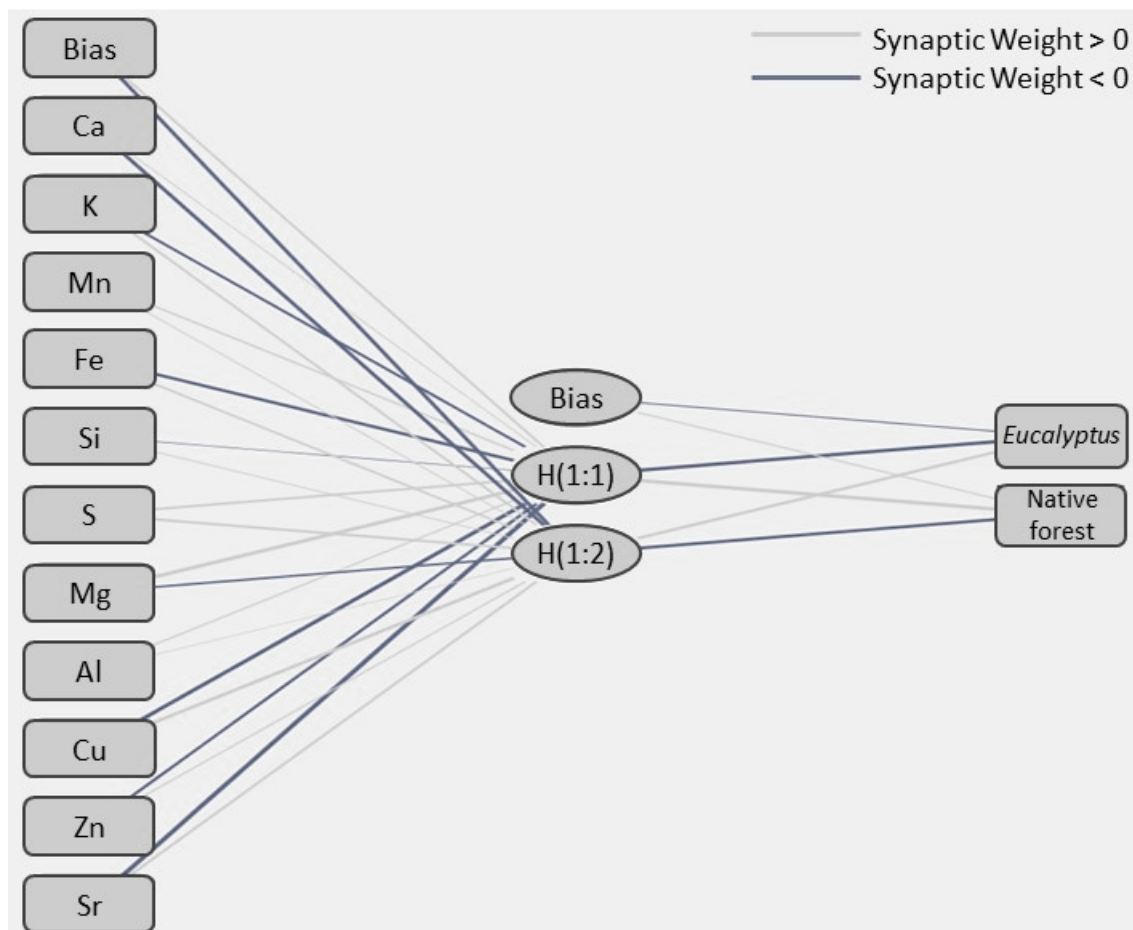 Bias
Ca
K
Mn
Fe
Si
S
Mg
Al
Cu
Zn
Sr
Synaptic Weight > 0
Synaptic Weight < 0
Bias
H(1:1)
H(1:2)
Eucalyptus
Native
forest